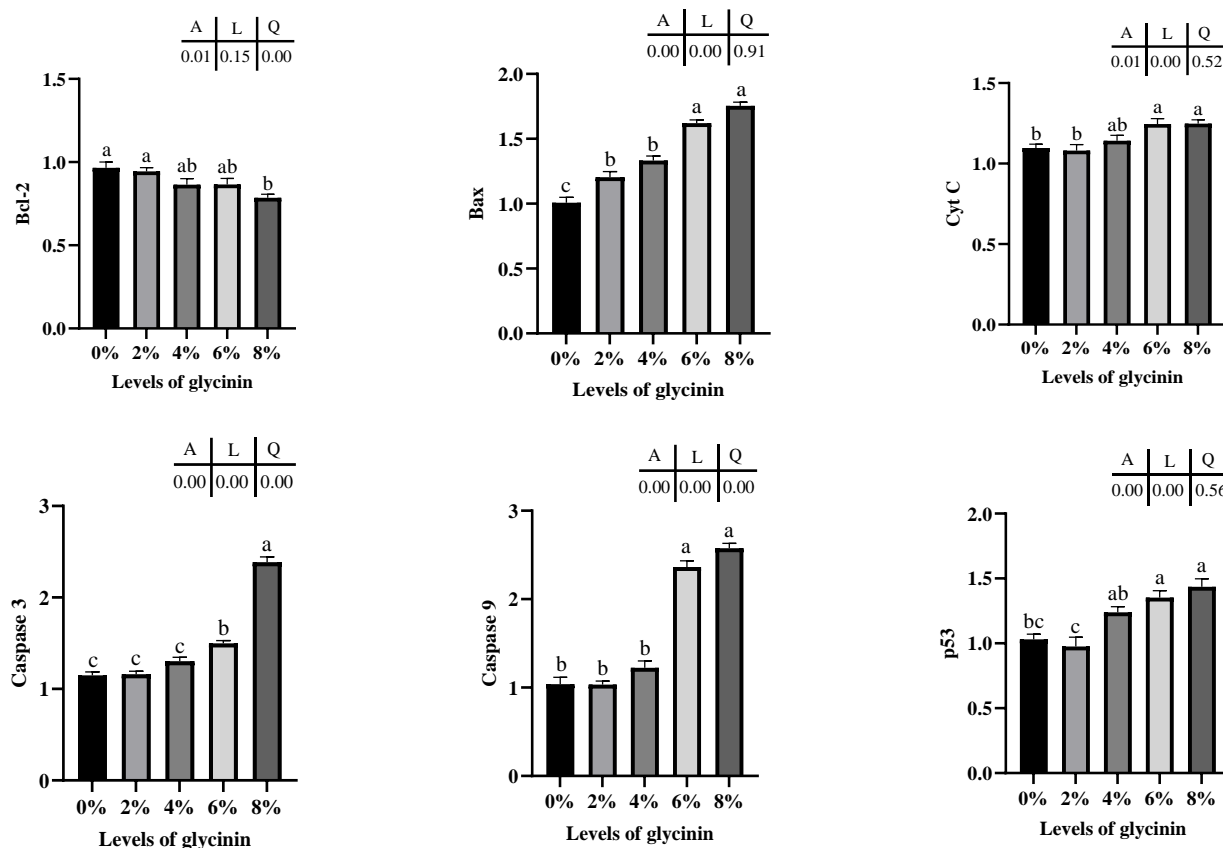 A L Q
0.01 0.15 0.00
Bcl-2
1.5
1.0
0.5
0.0
a a ab ab b
0% 2% 4% 6% 8%
Levels of glycinin
A L Q
0.00 0.00 0.91
Bax
2.0
1.5
1.0
0.5
0.0
c b b a a
0% 2% 4% 6% 8%
Levels of glycinin
A L Q
0.01 0.00 0.52
Cyt C
1.5
1.0
0.5
0.0
b b ab a a
0% 2% 4% 6% 8%
Levels of glycinin
A L Q
0.00 0.00 0.00
Caspase 3
3
2
1
0
c c c b a
0% 2% 4% 6% 8%
Levels of glycinin
A L Q
0.00 0.00 0.00
Caspase 9
3
2
1
0
b b b a a
0% 2% 4% 6% 8%
Levels of glycinin
A L Q
0.00 0.00 0.56
p53
2.0
1.5
1.0
0.5
0.0
bc c ab a a
0% 2% 4% 6% 8%
Levels of glycinin